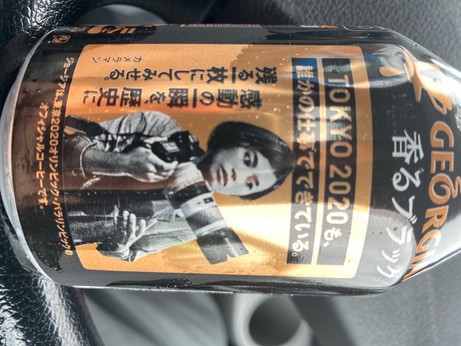 GEORGI
香るブラック
TOKYO 2020も、
誰かの仕事でできている。
感動の一瞬を、歴史に
残る一枚にしてみせる。
カメラマン
ジョージアは、東京2020オリンピック・パラリンピックの
オフィシャルコーヒーです。